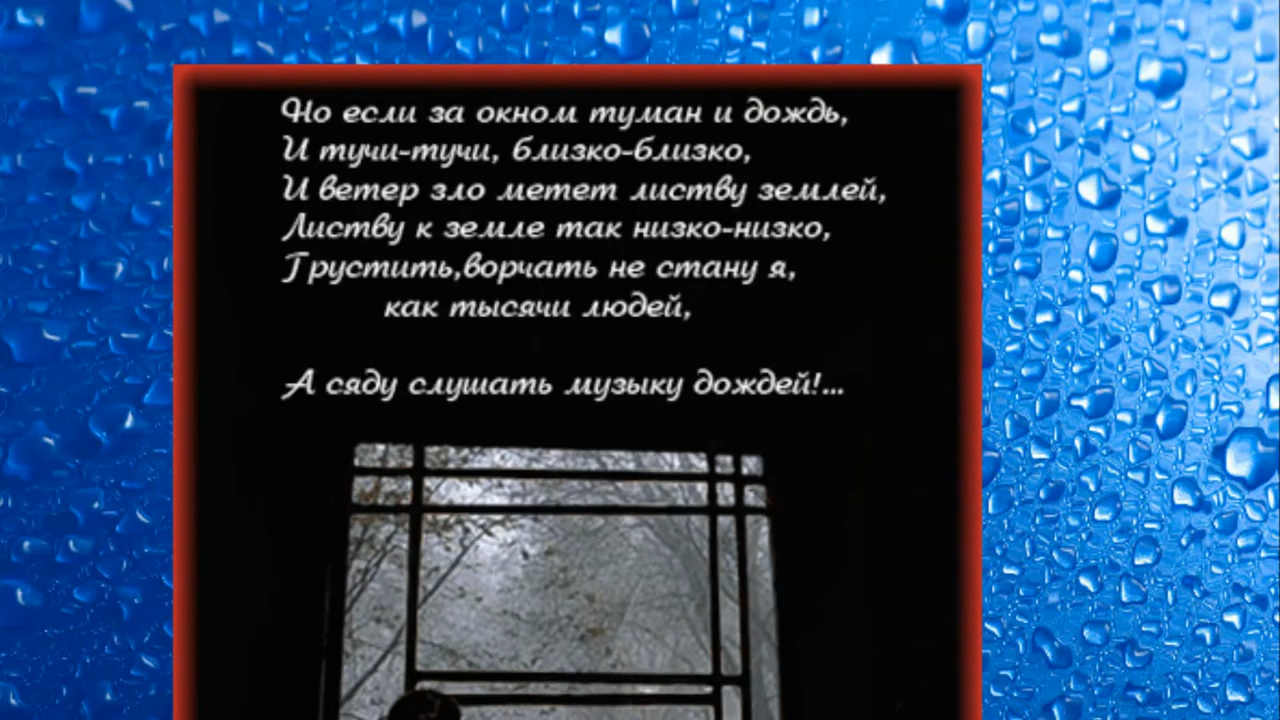 Но если за окном туман и дождь,
И тучи-тучи, близко-близко,
И ветер зло метет листву землей,
Листву к земле так низко-низко,
Грустить,ворчать не стану я,
как тысячи людей,
А сяду слушать музыку дождей!...